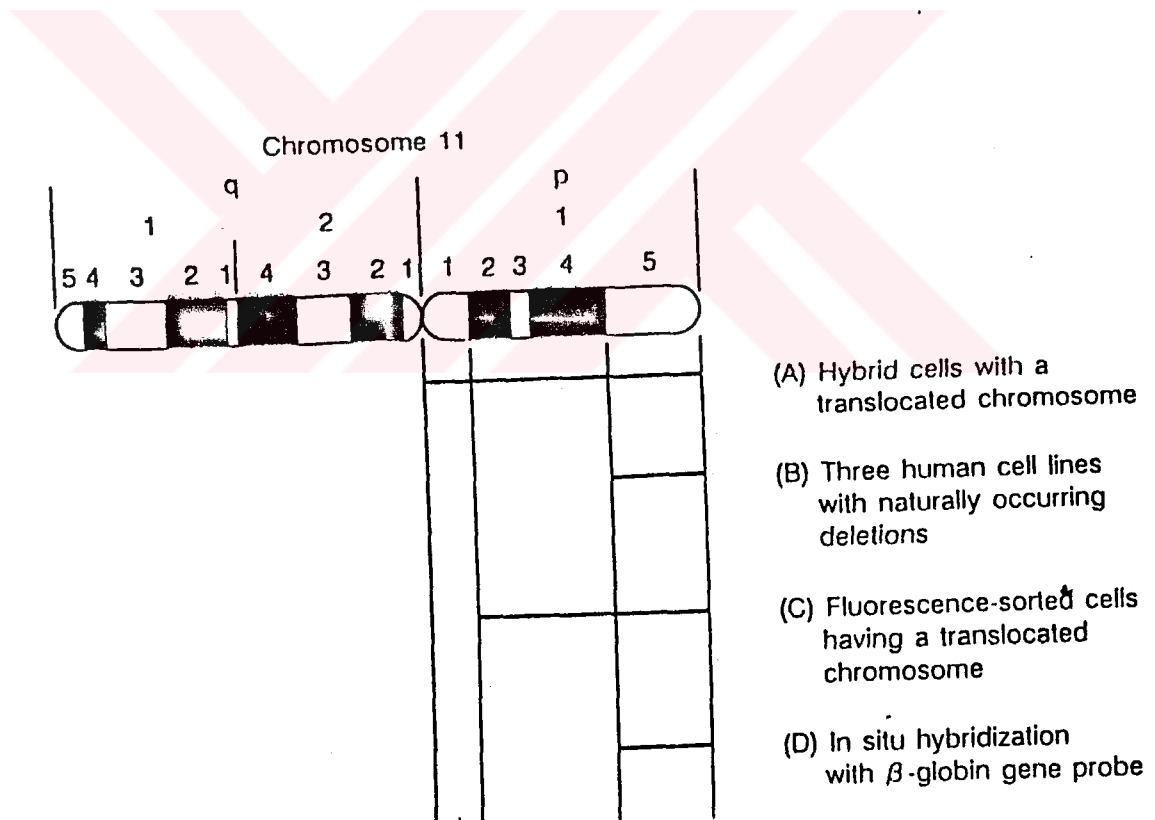 Chromosome 11
q p
1 2 1
5 4 3 2 1 4 3 2 1 1 2 3 4 5
(A) Hybrid cells with a
translocated chromosome
(B) Three human cell lines
with naturally occurring
deletions
(C) Fluorescence-sorted cells
having a translocated
chromosome
(D) In situ hybridization
with β-globin gene probe